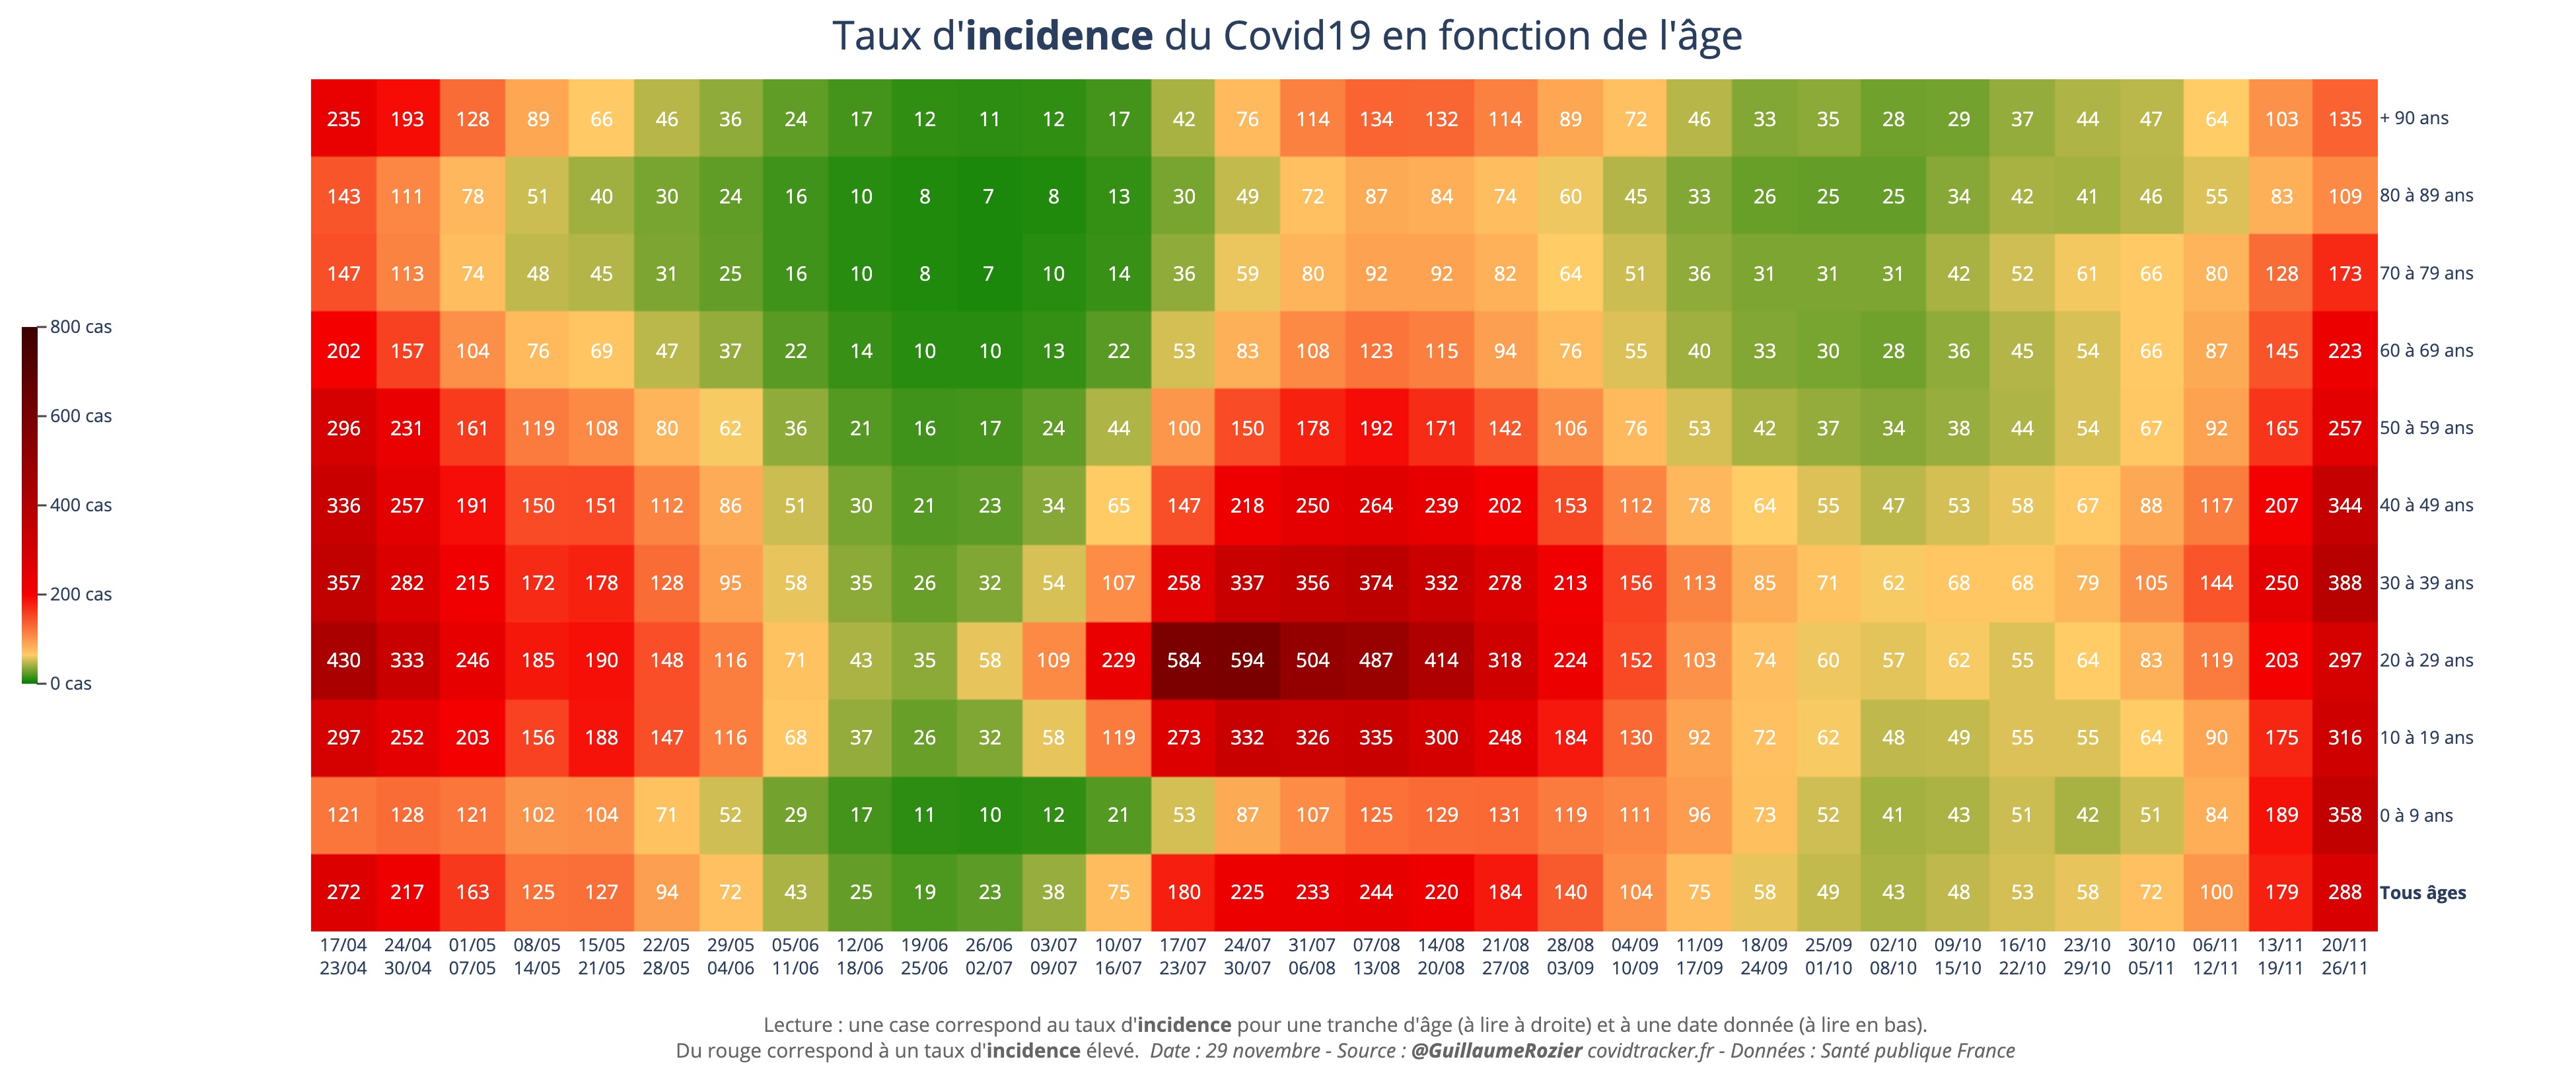 Taux d'incidence du Covid19 en fonction de l'âge
235 193 128 89 66 46 36 24 17 12 11 12 17 42 76 114 134 132 114 89 72 46 33 35 28 29 37 44 47 64 103 135 + 90 ans
143 111 78 51 40 30 24 16 10 8 7 8 13 30 49 72 87 84 74 60 45 33 26 25 25 34 42 41 46 55 83 109 80 à 89 ans
147 113 74 48 45 31 25 16 10 8 7 10 14 36 59 80 92 92 82 64 51 36 31 31 31 42 52 61 66 80 128 173 70 à 79 ans
800 cas
202 157 104 76 69 47 37 22 14 10 10 13 22 53 83 108 123 115 94 76 55 40 33 30 28 36 45 54 66 87 145 223 60 à 69 ans
600 cas
296 231 161 119 108 80 62 36 21 16 17 24 44 100 150 178 192 171 142 106 76 53 42 37 34 38 44 54 67 92 165 257 50 à 59 ans
400 cas
336 257 191 150 151 112 86 51 30 21 23 34 65 147 218 250 264 239 202 153 112 78 64 55 47 53 58 67 88 117 207 344 40 à 49 ans
200 cas
357 282 215 172 178 128 95 58 35 26 32 54 107 258 337 356 374 332 278 213 156 113 85 71 62 68 68 79 105 144 250 388 30 à 39 ans
430 333 246 185 190 148 116 71 43 35 58 109 229 584 594 504 487 414 318 224 152 103 74 60 57 62 55 64 83 119 203 297 20 à 29 ans
0 cas
297 252 203 156 188 147 116 68 37 26 32 58 119 273 332 326 335 300 248 184 130 92 72 62 48 49 55 55 64 90 175 316 10 à 19 ans
121 128 121 102 104 71 52 29 17 11 10 12 21 53 87 107 125 129 131 119 111 96 73 52 41 43 51 42 51 84 189 358 0 à 9 ans
272 217 163 125 127 94 72 43 25 19 23 38 75 180 225 233 244 220 184 140 104 75 58 49 43 48 53 58 72 100 179 288 Tous âges
17/04 24/04 01/05 08/05 15/05 22/05 29/05 05/06 12/06 19/06 26/06 03/07 10/07 17/07 24/07 31/07 07/08 14/08 21/08 28/08 04/09 11/09 18/09 25/09 02/10 09/10 16/10 23/10 30/10 06/11 13/11 20/11
23/04 30/04 07/05 14/05 21/05 28/05 04/06 11/06 18/06 25/06 02/07 09/07 16/07 23/07 30/07 06/08 13/08 20/08 27/08 03/09 10/09 17/09 24/09 01/10 08/10 15/10 22/10 29/10 05/11 12/11 19/11 26/11
Lecture : une case correspond au taux d'incidence pour une tranche d'âge (à lire à droite) et à une date donnée (à lire en bas).
Du rouge correspond à un taux d'incidence élevé. Date : 29 novembre - Source : @GuillaumeRozier covidtracker.fr - Données : Santé publique France